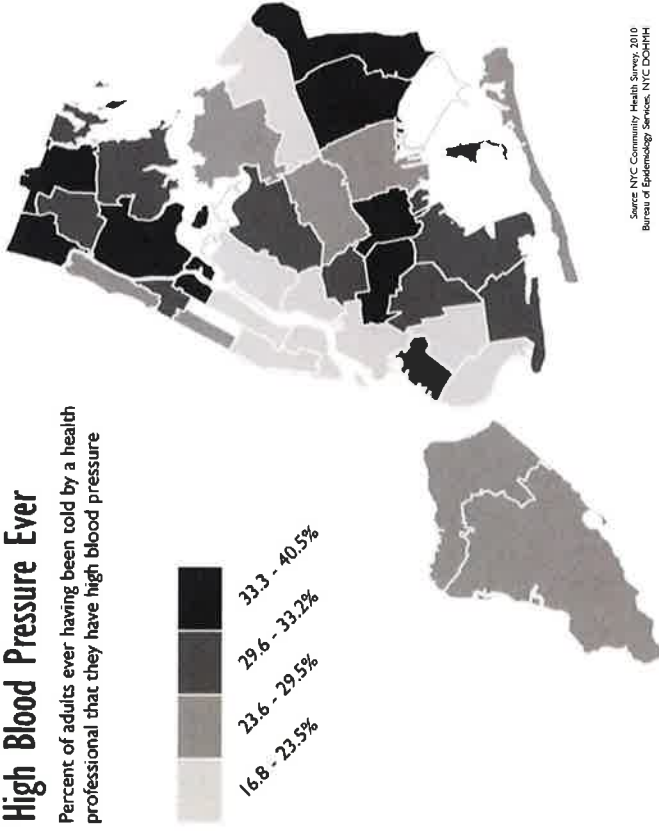 High Blood Pressure Ever
Percent of adults ever having been told by a health
professional that they have high blood pressure
16.8 - 23.5%
23.6 - 29.5%
29.6 - 33.2%
33.3 - 40.5%
Source: NYC Community Health Survey, 2010
Bureau of Epidemiology Services, NYC DOHMH